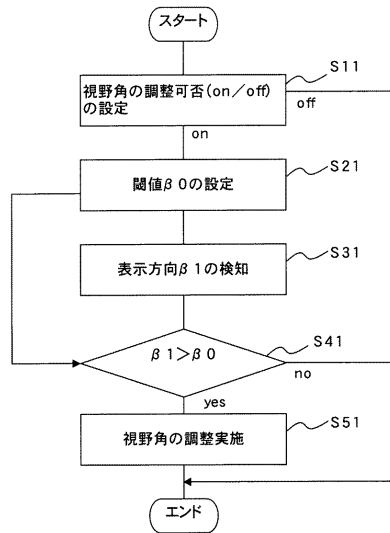 スタート
S11
視野角の調整可否(on/off)
の設定
off
on
S21
閾値β0の設定
S31
表示方向β1の検知
S41
β1>β0
no
yes
S51
視野角の調整実施
エンド